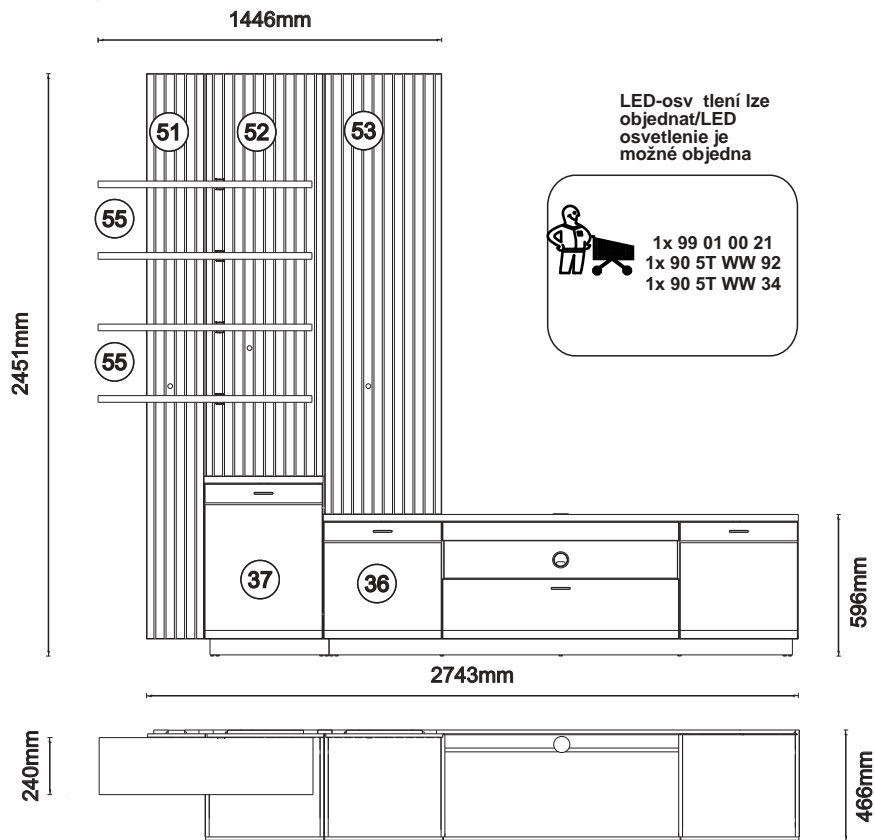 1446mm
51
52
53
LED-osv tlení lze
objednat/LED
osvetlenie je
možné objedna
55
1x 99 01 00 21
1x 90 5T WW 92
1x 90 5T WW 34
2451mm
55
37
36
596mm
2743mm
240mm
466mm